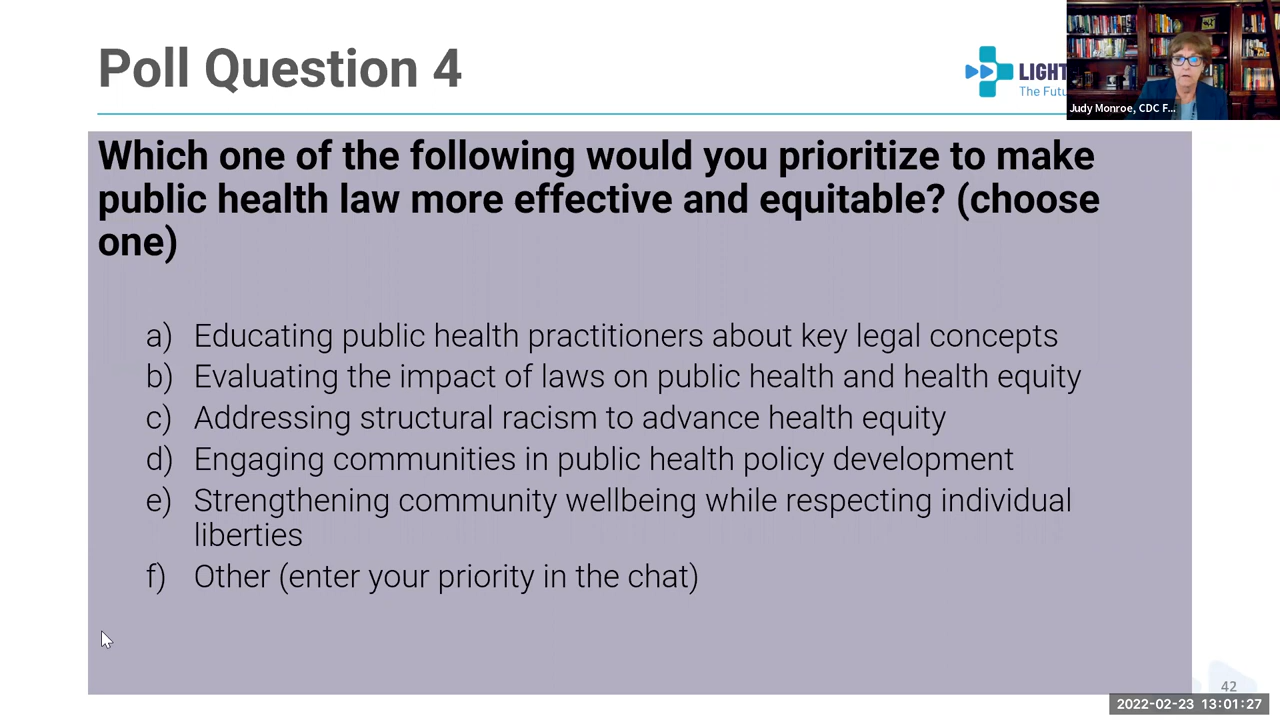 Poll Question 4
LIGHT
The Futu
Judy Monroe, CDC F...
Which one of the following would you prioritize to make
public health law more effective and equitable? (choose
one)
a) Educating public health practitioners about key legal concepts
b) Evaluating the impact of laws on public health and health equity
c) Addressing structural racism to advance health equity
d) Engaging communities in public health policy development
e) Strengthening community wellbeing while respecting individual
liberties
f) Other (enter your priority in the chat)
42
2022-02-23 13:01:27